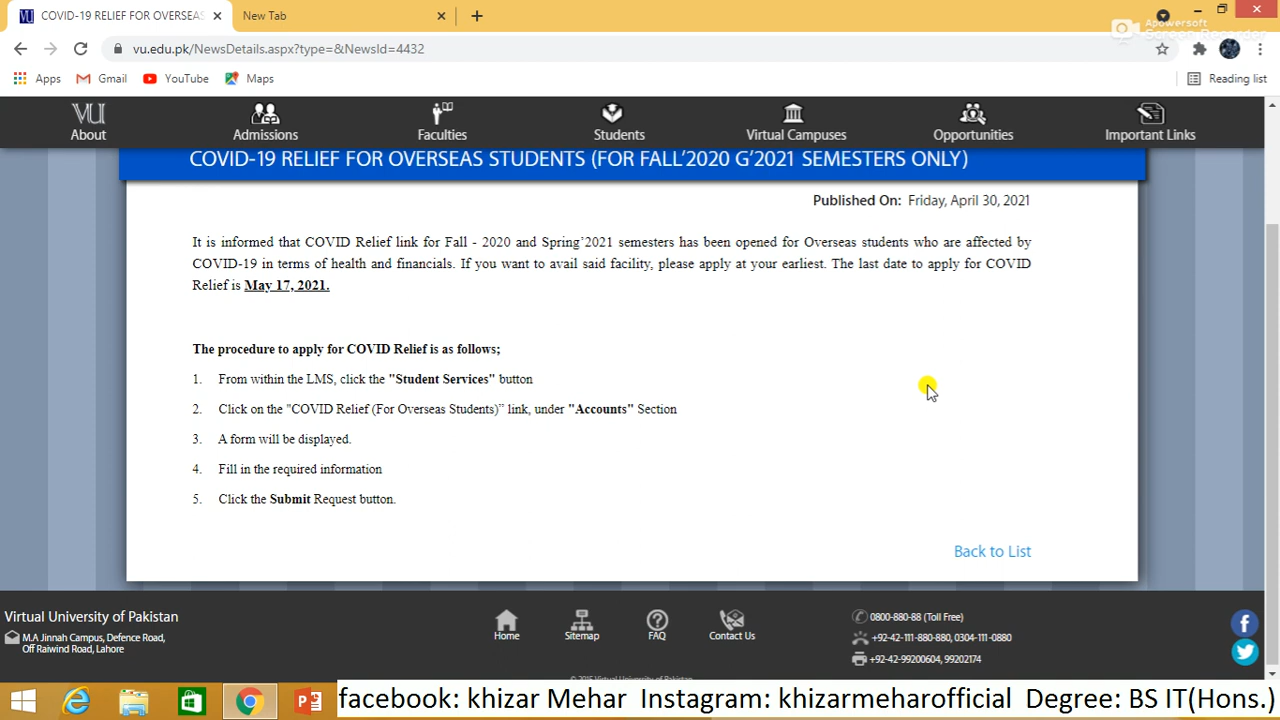 COVID-19 RELIEF FOR OVERSEAS
New Tab
Apowersoft
Screen Recorder
vu.edu.pk/NewsDetails.aspx?type=&NewsId=4432
Apps
Gmail
YouTube
Maps
Reading list
VU
About
Admissions
Faculties
Students
Virtual Campuses
Opportunities
Important Links
COVID-19 RELIEF FOR OVERSEAS STUDENTS (FOR FALL'2020 G'2021 SEMESTERS ONLY)
Published On: Friday, April 30, 2021
It is informed that COVID Relief link for Fall - 2020 and Spring'2021 semesters has been opened for Overseas students who are affected by
COVID-19 in terms of health and financials. If you want to avail said facility, please apply at your earliest. The last date to apply for COVID
Relief is May 17, 2021.
The procedure to apply for COVID Relief is as follows;
1. From within the LMS, click the "Student Services" button
2. Click on the "COVID Relief (For Overseas Students)" link, under "Accounts" Section
3. A form will be displayed.
4. Fill in the required information
5. Click the Submit Request button.
Back to List
Virtual University of Pakistan
M.A Jinnah Campus, Defence Road,
Off Raiwind Road, Lahore
Home
Sitemap
FAQ
Contact Us
0800-880-88 (Toll Free)
+92-42-111-880-880, 0304-111-0880
+92-42-99200604, 99202174
© 2015 Virtual University of Pakistan
facebook: khizar Mehar Instagram: khizarmeharofficial Degree: BS IT(Hons.)